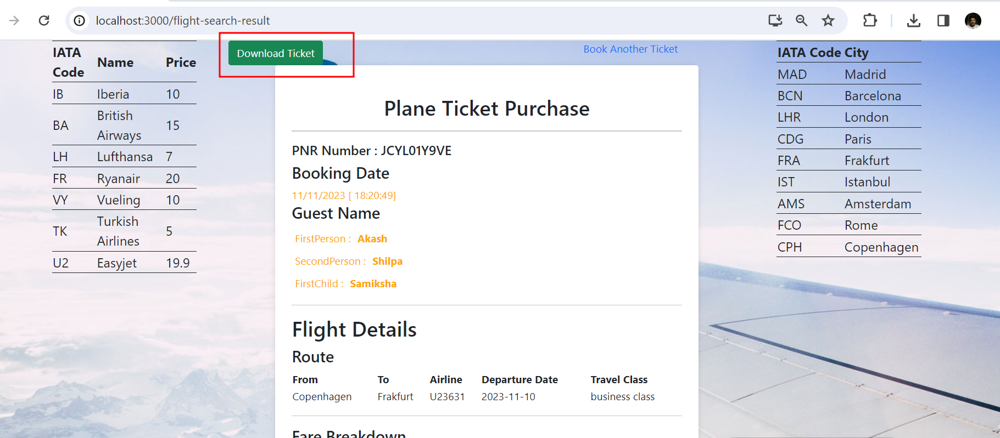 localhost:3000/flight-search-result
IATA Code Name Price
IB Iberia 10
BA British Airways 15
LH Lufthansa 7
FR Ryanair 20
VY Vueling 10
TK Turkish Airlines 5
U2 Easyjet 19.9
Download Ticket
Book Another Ticket
Plane Ticket Purchase
PNR Number : JCYL01Y9VE
Booking Date
11/11/2023 [ 18:20:49]
Guest Name
FirstPerson : Akash
SecondPerson : Shilpa
FirstChild : Samiksha
Flight Details
Route
From To Airline Departure Date Travel Class
Copenhagen Frakfurt U23631 2023-11-10 business class
Fare Breakdown
IATA Code City
MAD Madrid
BCN Barcelona
LHR London
CDG Paris
FRA Frakfurt
IST Istanbul
AMS Amsterdam
FCO Rome
CPH Copenhagen